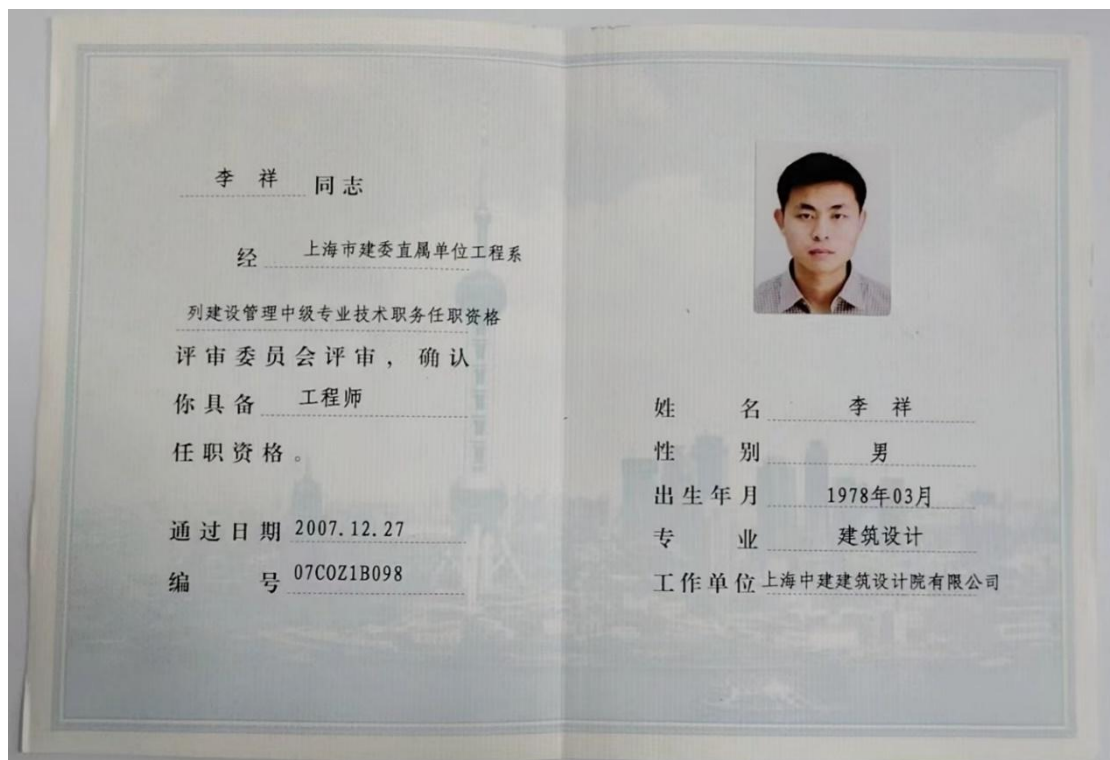 李 祥 同志
经 上海市建委直属单位工程系
列建设管理中级专业技术职务任职资格
评审委员会评审，确认
你具备 工程师
任职资格。
通过日期 2007.12.27
编 号 07C0Z1B098
姓 名 李 祥
性 别 男
出生年月 1978年03月
专 业 建筑设计
工作单位 上海中建建筑设计院有限公司